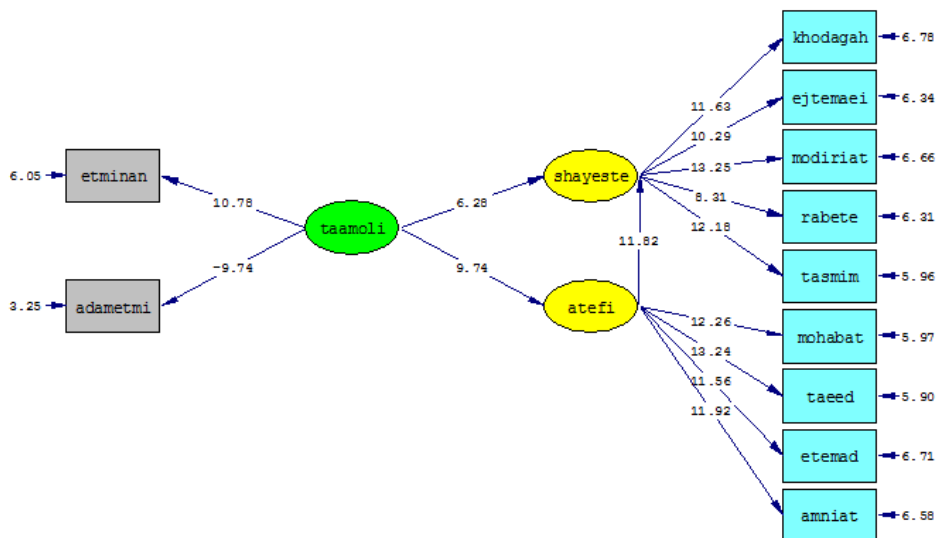 khodagah
6.78
11.63
ejtemaei
6.34
10.29
modiriat
6.66
13.25
rabete
6.31
8.31
tasmim
5.96
12.18
6.05
etminan
10.78
shayeste
taamoli
6.28
11.82
-9.74
9.74
3.25
adametmi
atefi
mohabat
5.97
12.26
taeed
5.90
13.24
etemad
6.71
11.56
amniat
6.58
11.92